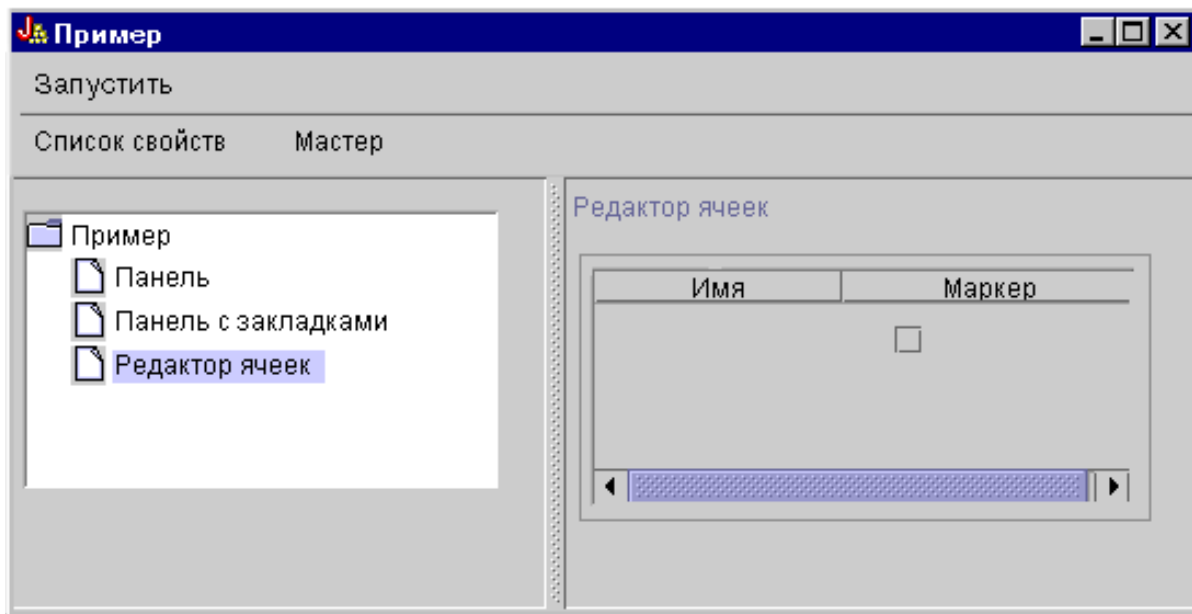 Пример
Запустить
Список свойств Мастер
Пример
Панель
Панель с закладками
Редактор ячеек
Редактор ячеек
Имя Маркер